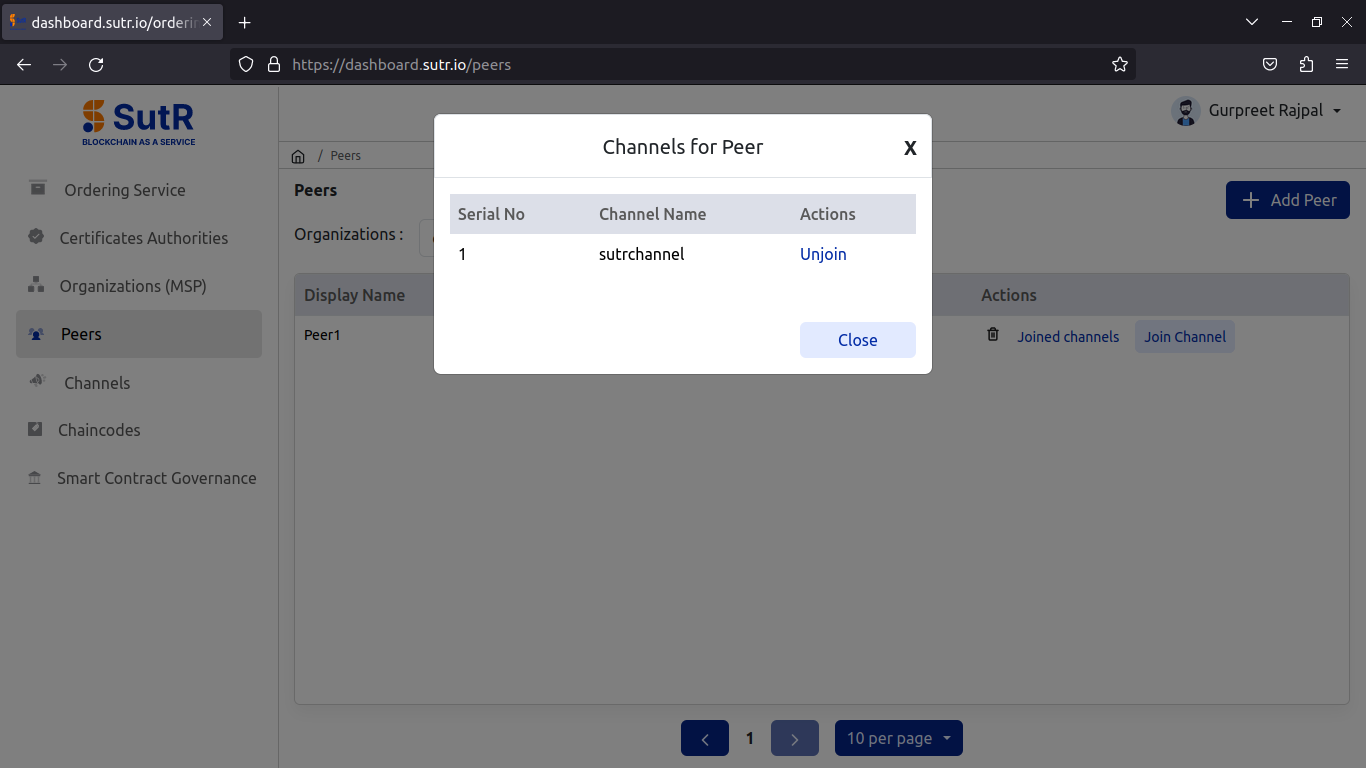 dashboard.sutr.io/orderin
https://dashboard.sutr.io/peers
SutR
BLOCKCHAIN AS A SERVICE
Gurpreet Rajpal
Ordering Service
Certificates Authorities
Organizations (MSP)
Peers
Channels
Chaincodes
Smart Contract Governance
/ Peers
Peers
Add Peer
Organizations :
Display Name
Actions
Peer1
Joined channels
Join Channel
Channels for Peer
X
Serial No Channel Name Actions
1 sutrchannel Unjoin
Close
1
10 per page